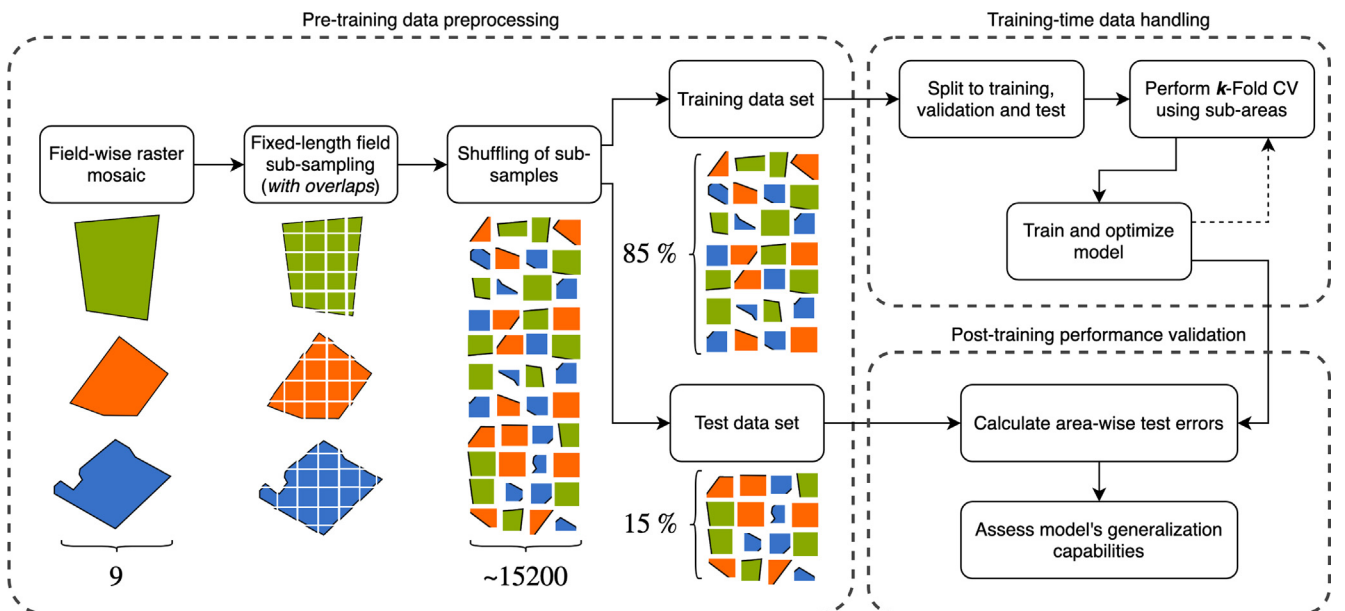 Pre-training data preprocessing
Training-time data handling
Field-wise raster
mosaic
Fixed-length field
sub-sampling
(with overlaps)
Shuffling of sub-
samples
Training data set
Split to training,
validation and test
Perform k-Fold CV
using sub-areas
Train and optimize
model
85 %
Post-training performance validation
Test data set
Calculate area-wise test errors
15 %
Assess model's generalization
capabilities
9
~15200